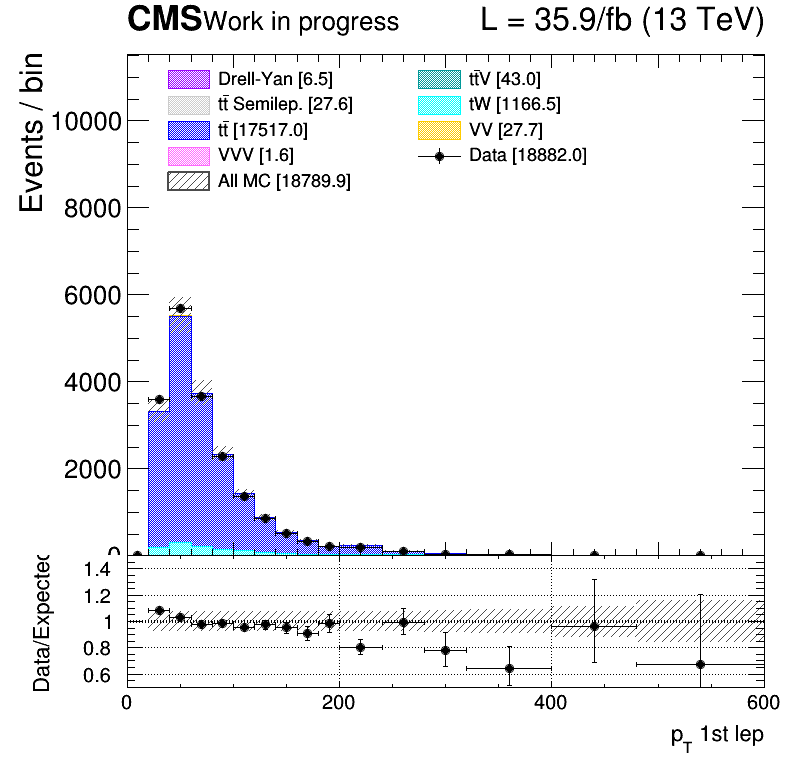 CMS Work in progress L = 35.9/fb (13 TeV)
Events / bin
Drell-Yan [6.5]
tt̄ Semilep. [27.6]
tt̄ [17517.0]
VVV [1.6]
All MC [18789.9]
tt̄V [43.0]
tW [1166.5]
VV [27.7]
Data [18882.0]
10000
8000
6000
4000
2000
0
Data/Expected
1.4
1.2
1
0.8
0.6
0 200 400 600
p_T 1st lep